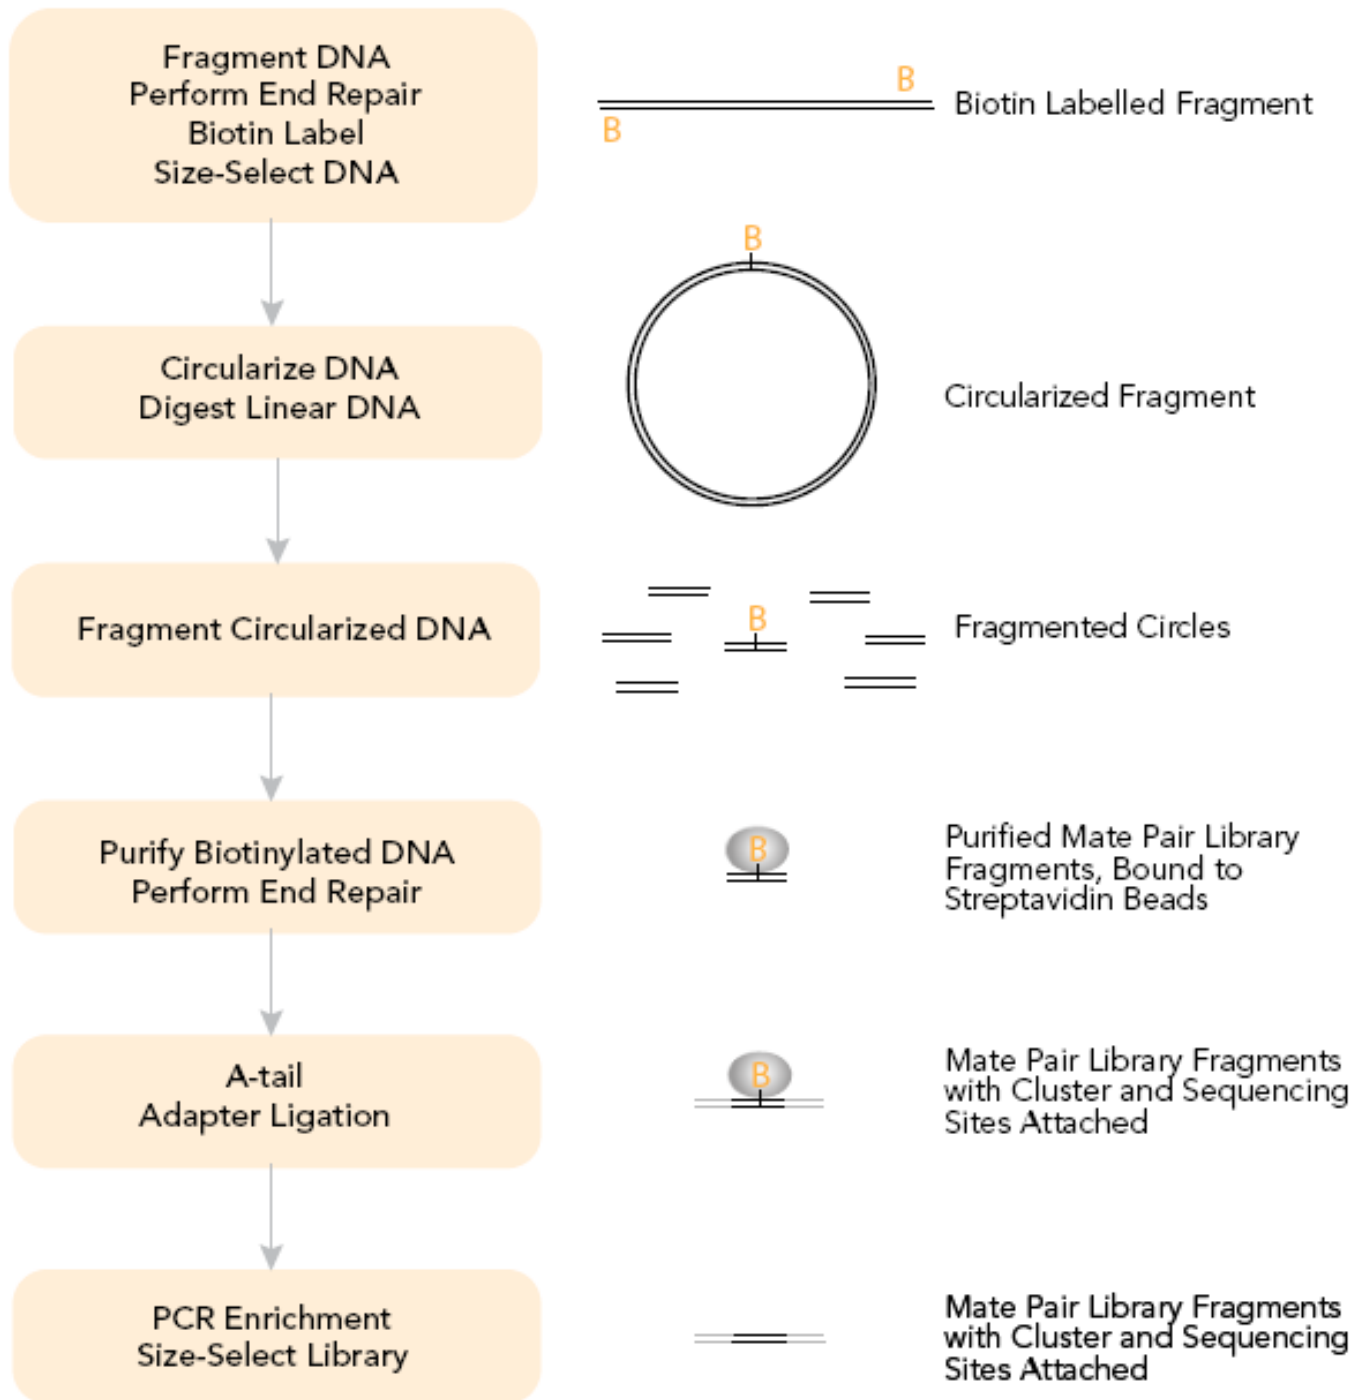 Fragment DNA
Perform End Repair
Biotin Label
Size-Select DNA
B
B
Biotin Labelled Fragment
Circularize DNA
Digest Linear DNA
B
Circularized Fragment
Fragment Circularized DNA
B
Fragmented Circles
Purify Biotinylated DNA
Perform End Repair
B
Purified Mate Pair Library
Fragments, Bound to
Streptavidin Beads
A-tail
Adapter Ligation
B
Mate Pair Library Fragments
with Cluster and Sequencing
Sites Attached
PCR Enrichment
Size-Select Library
Mate Pair Library Fragments
with Cluster and Sequencing
Sites Attached